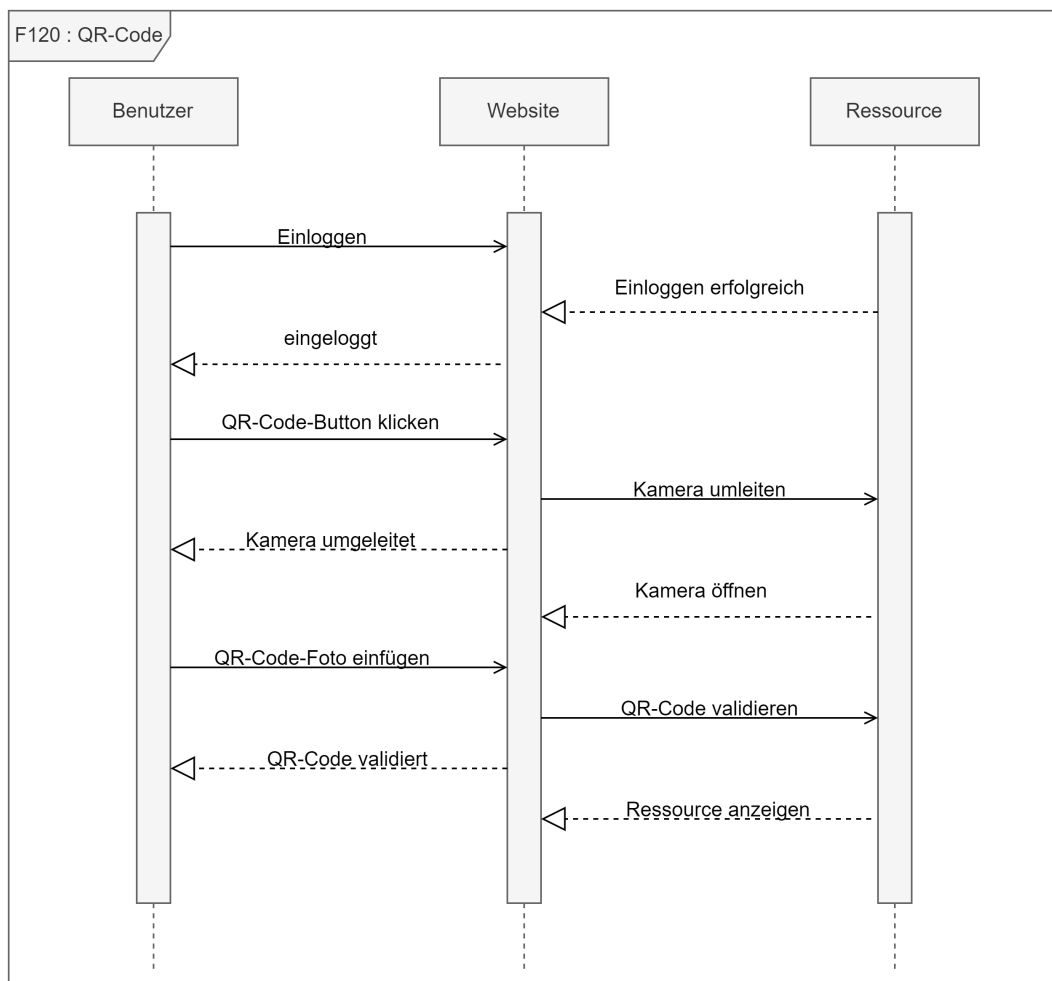 F120 : QR-Code
Benutzer
Website
Ressource
Einloggen
Einloggen erfolgreich
eingeloggt
QR-Code-Button klicken
Kamera umleiten
Kamera umgeleitet
Kamera öffnen
QR-Code-Foto einfügen
QR-Code validieren
QR-Code validiert
Ressource anzeigen